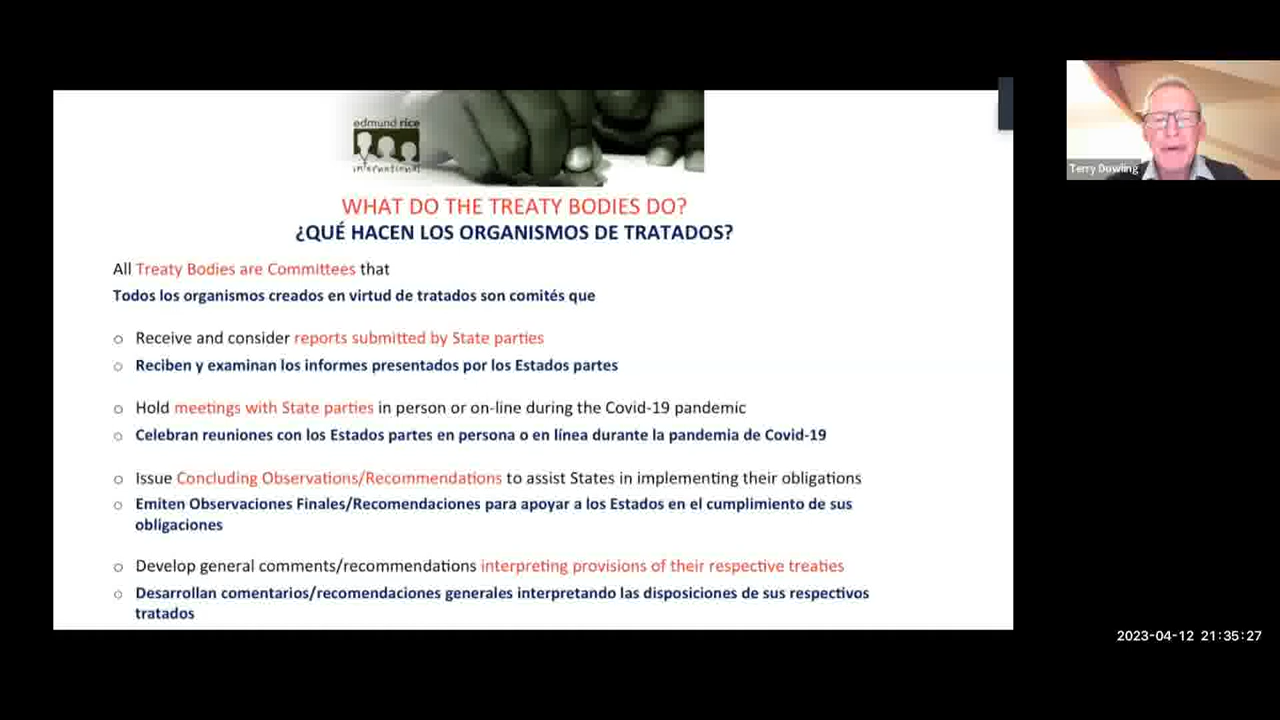 edmund rice
international
WHAT DO THE TREATY BODIES DO?
¿QUÉ HACEN LOS ORGANISMOS DE TRATADOS?
All Treaty Bodies are Committees that
Todos los organismos creados en virtud de tratados son comités que
o Receive and consider reports submitted by State parties
o Reciben y examinan los informes presentados por los Estados partes
o Hold meetings with State parties in person or on-line during the Covid-19 pandemic
o Celebran reuniones con los Estados partes en persona o en línea durante la pandemia de Covid-19
o Issue Concluding Observations/Recommendations to assist States in implementing their obligations
o Emiten Observaciones Finales/Recomendaciones para apoyar a los Estados en el cumplimiento de sus
obligaciones
o Develop general comments/recommendations interpreting provisions of their respective treaties
o Desarrollan comentarios/recomendaciones generales interpretando las disposiciones de sus respectivos
tratados
Terry Dowling
2023-04-12 21:35:27